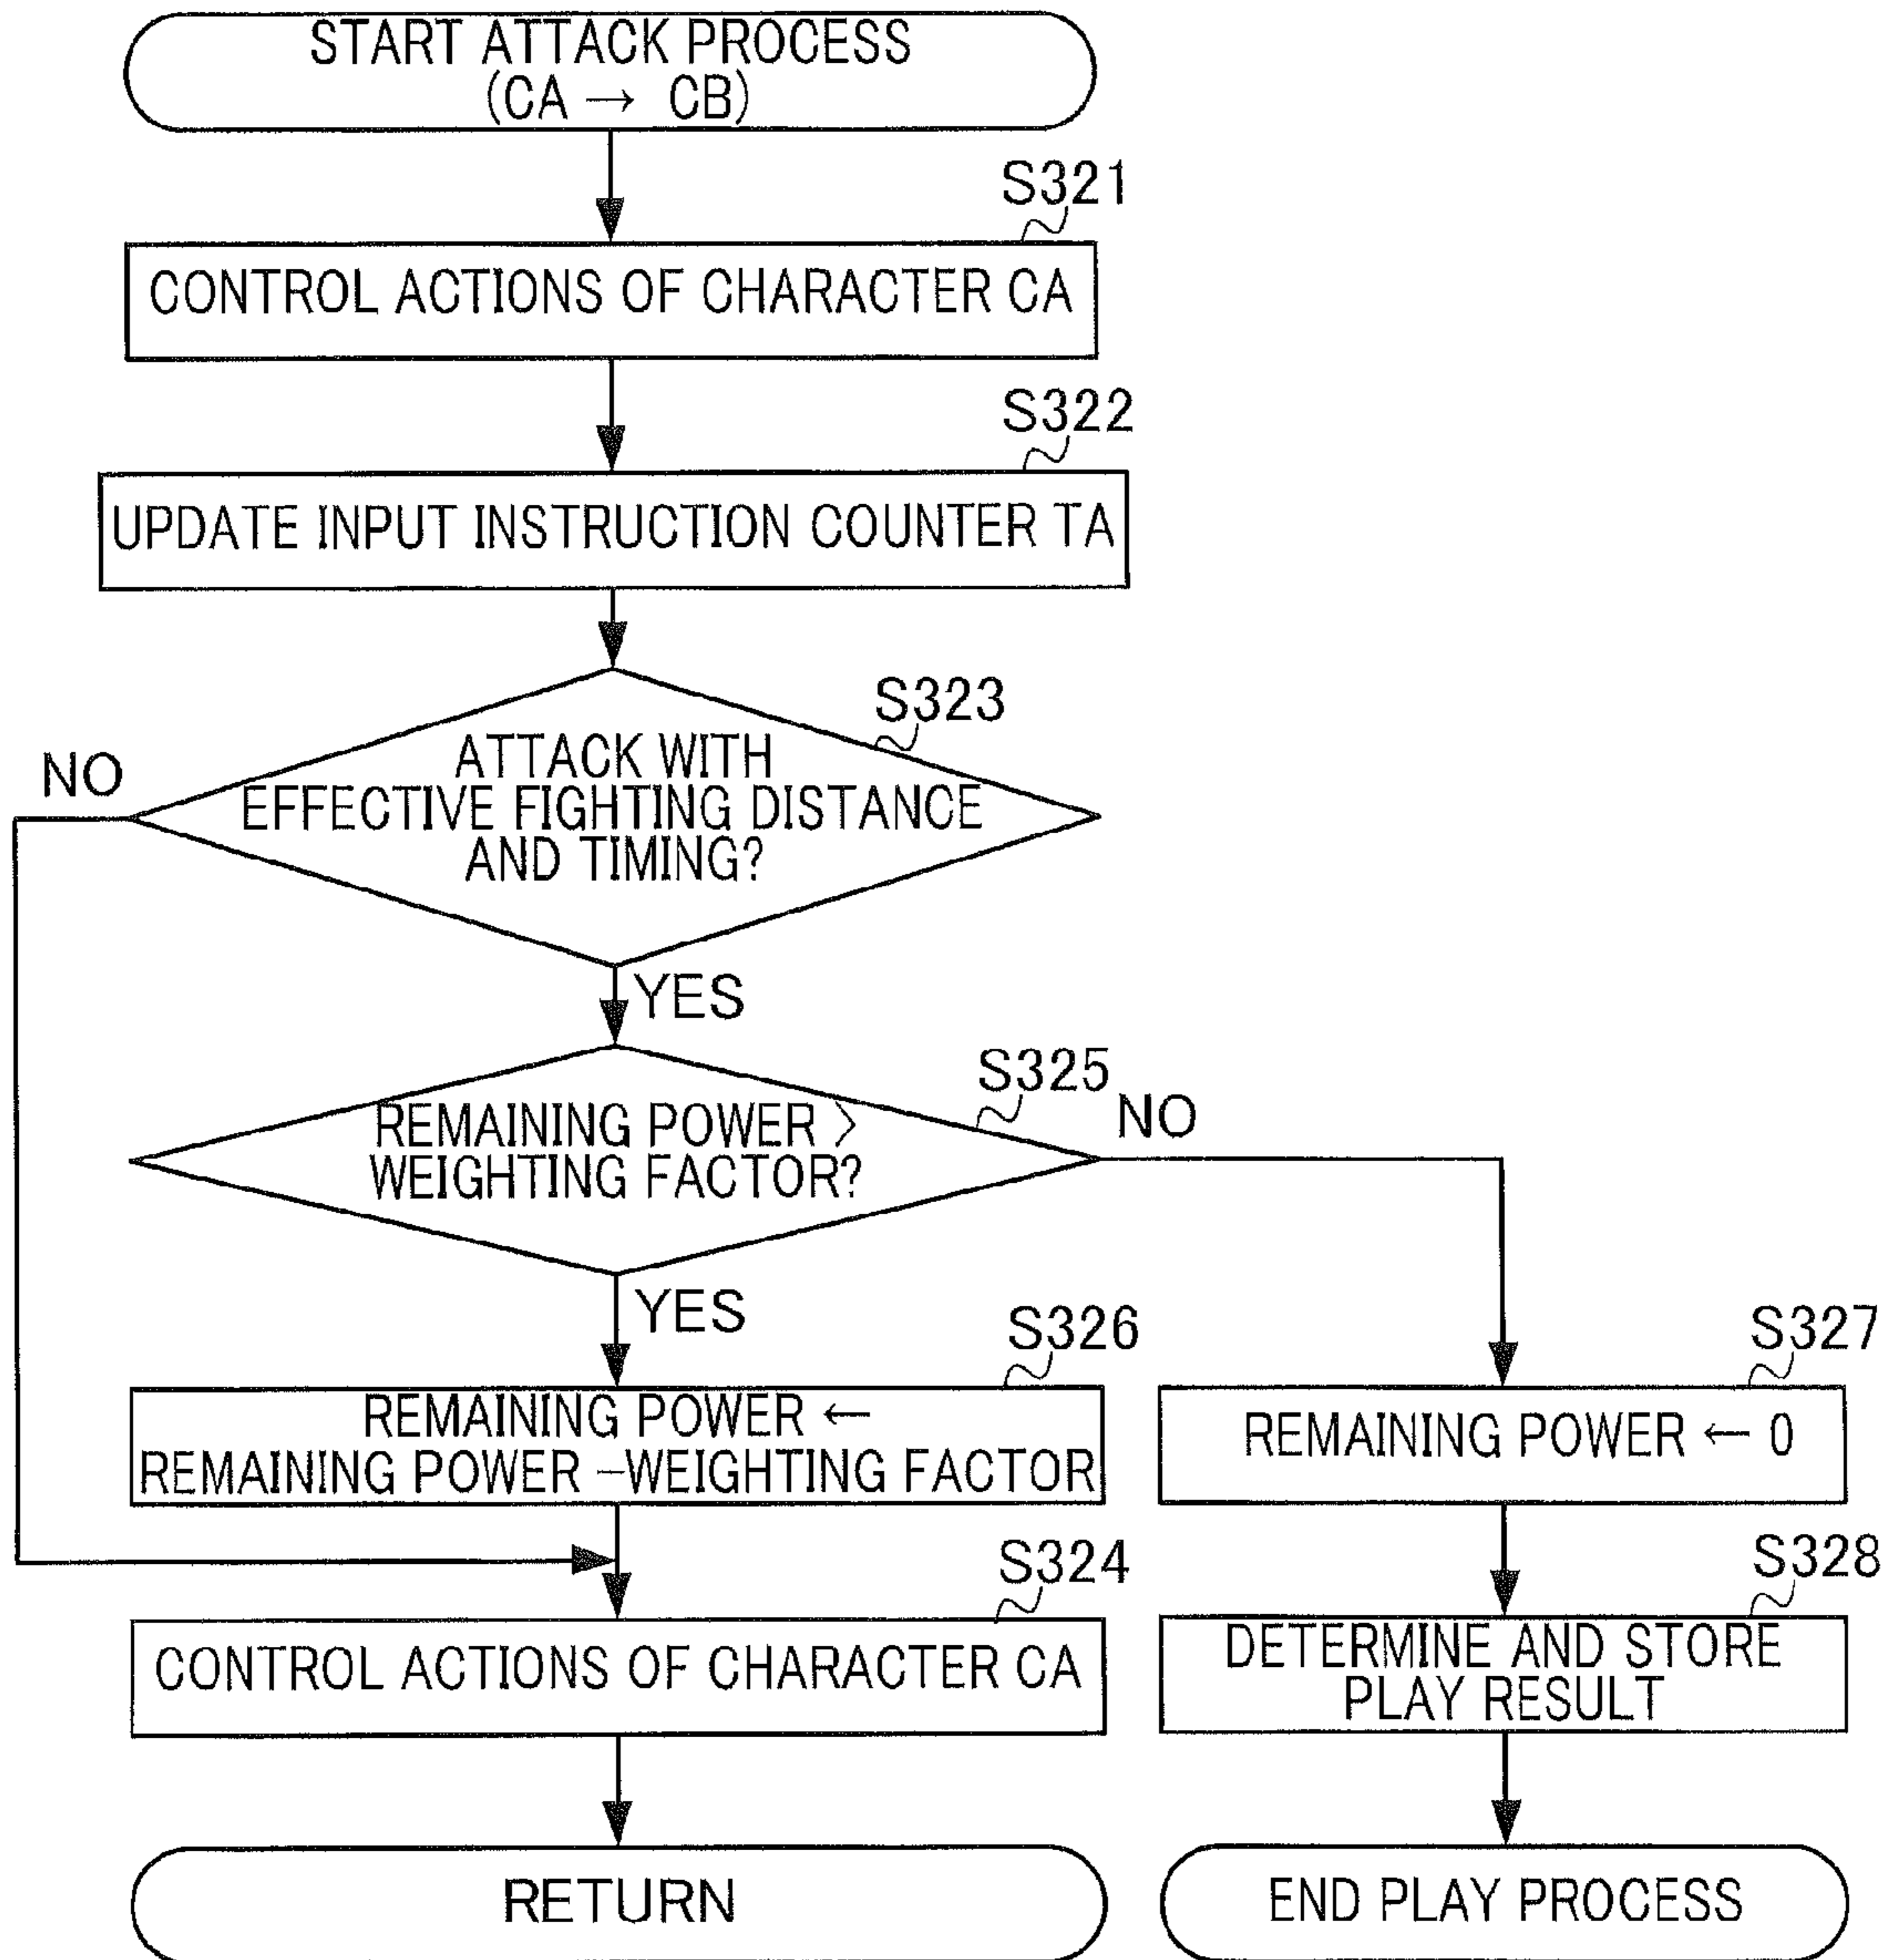 START ATTACK PROCESS
(CA → CB)
S321
CONTROL ACTIONS OF CHARACTER CA
S322
UPDATE INPUT INSTRUCTION COUNTER TA
S323
NO
ATTACK WITH
EFFECTIVE FIGHTING DISTANCE
AND TIMING?
YES
S325
NO
REMAINING POWER >
WEIGHTING FACTOR?
YES
S326
REMAINING POWER ←
REMAINING POWER −WEIGHTING FACTOR
S327
REMAINING POWER ← 0
S324
CONTROL ACTIONS OF CHARACTER CA
S328
DETERMINE AND STORE
PLAY RESULT
RETURN
END PLAY PROCESS